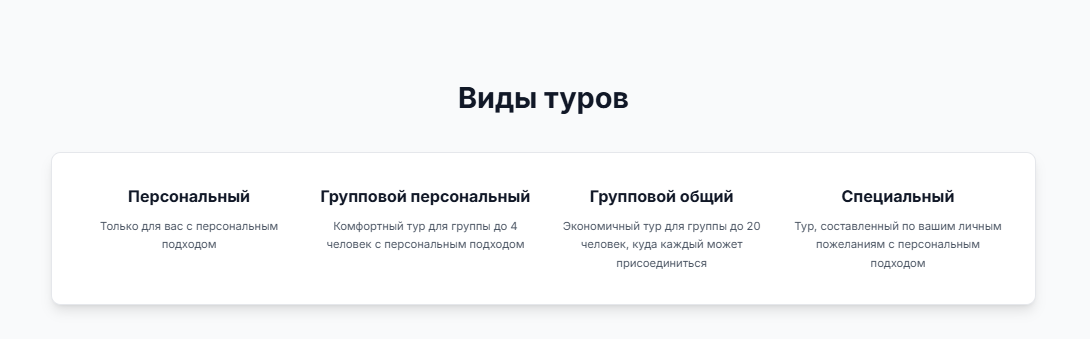 Виды туров
Персональный
Только для вас с персональным
подходом
Групповой персональный
Комфортный тур для группы до 4
человек с персональным подходом
Групповой общий
Экономичный тур для группы до 20
человек, куда каждый может
присоединиться
Специальный
Тур, составленный по вашим личным
пожеланиям с персональным
подходом